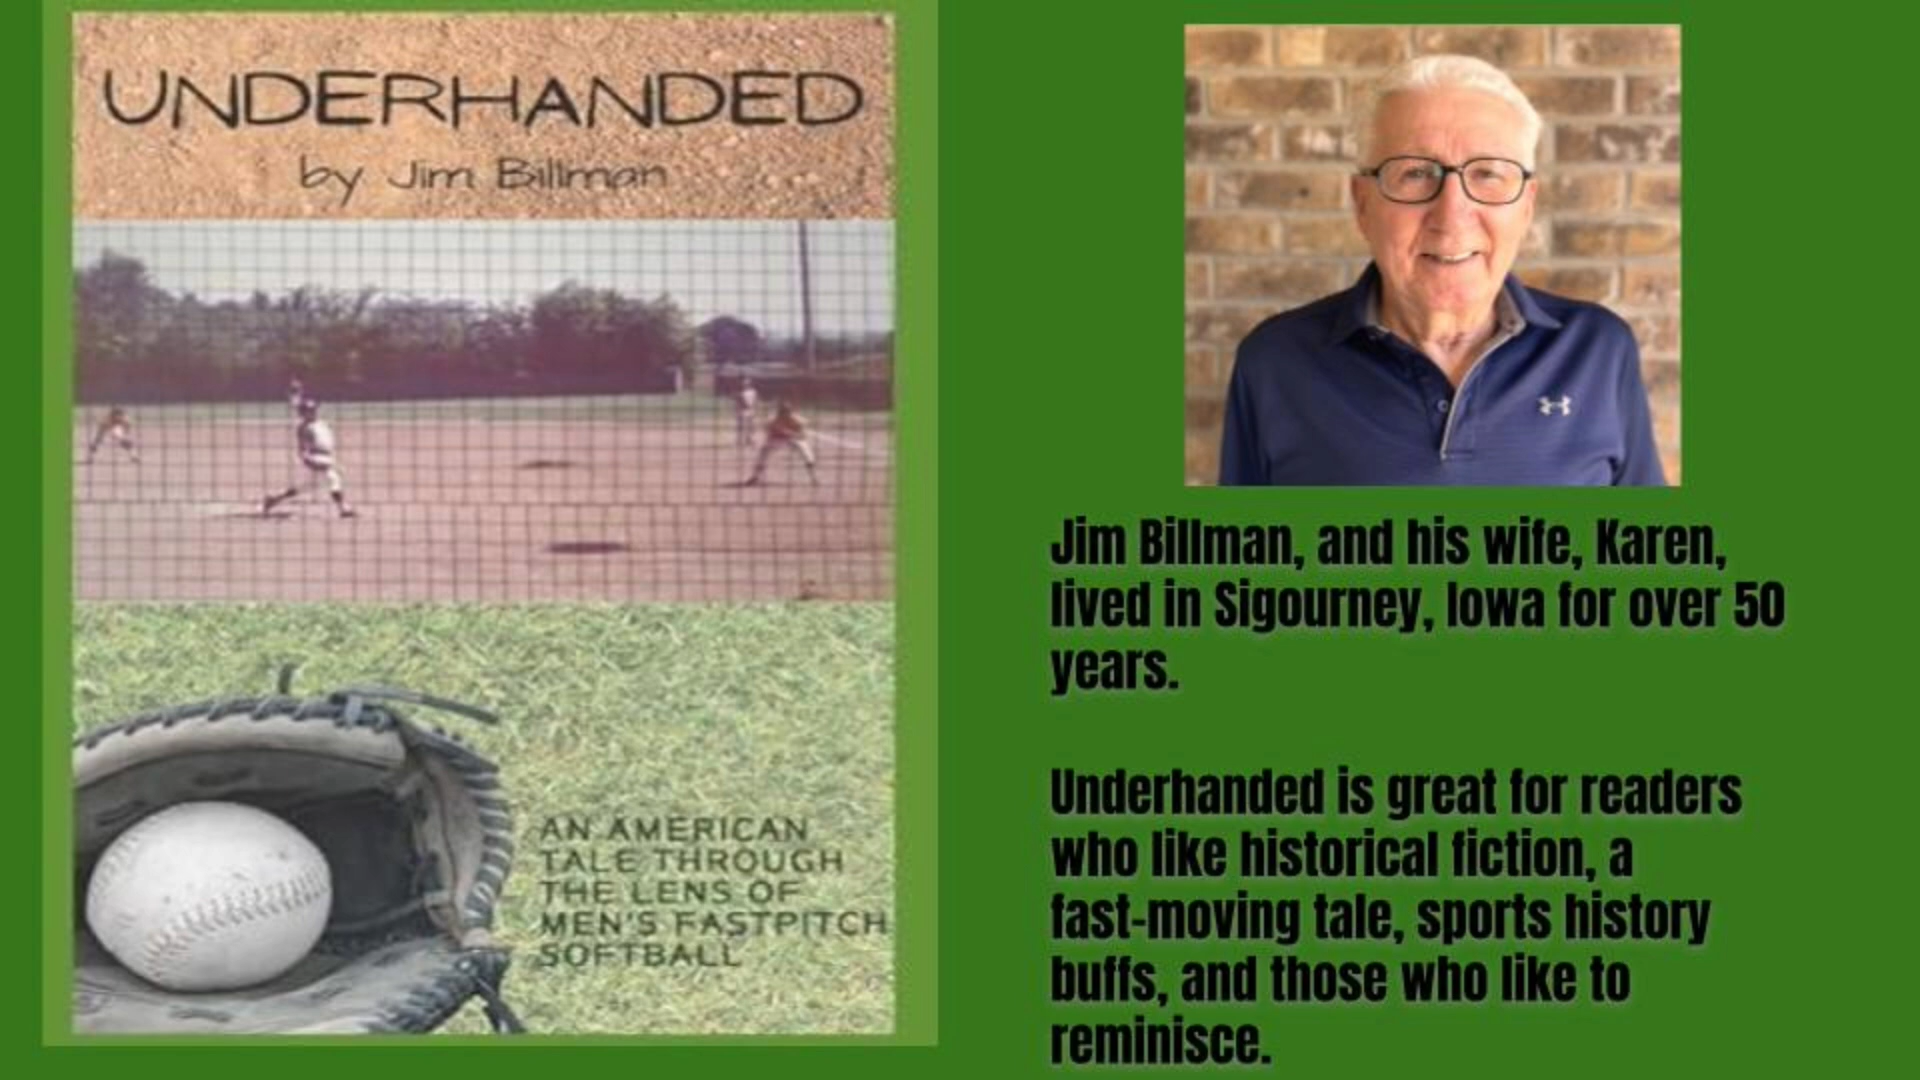 UNDERHANDED
by Jim Billman
AN AMERICAN
TALE THROUGH
THE LENS OF
MEN'S FASTPITCH
SOFTBALL
Jim Billman, and his wife, Karen,
lived in Sigourney, Iowa for over 50
years.
Underhanded is great for readers
who like historical fiction, a
fast-moving tale, sports history
buffs, and those who like to
reminisce.